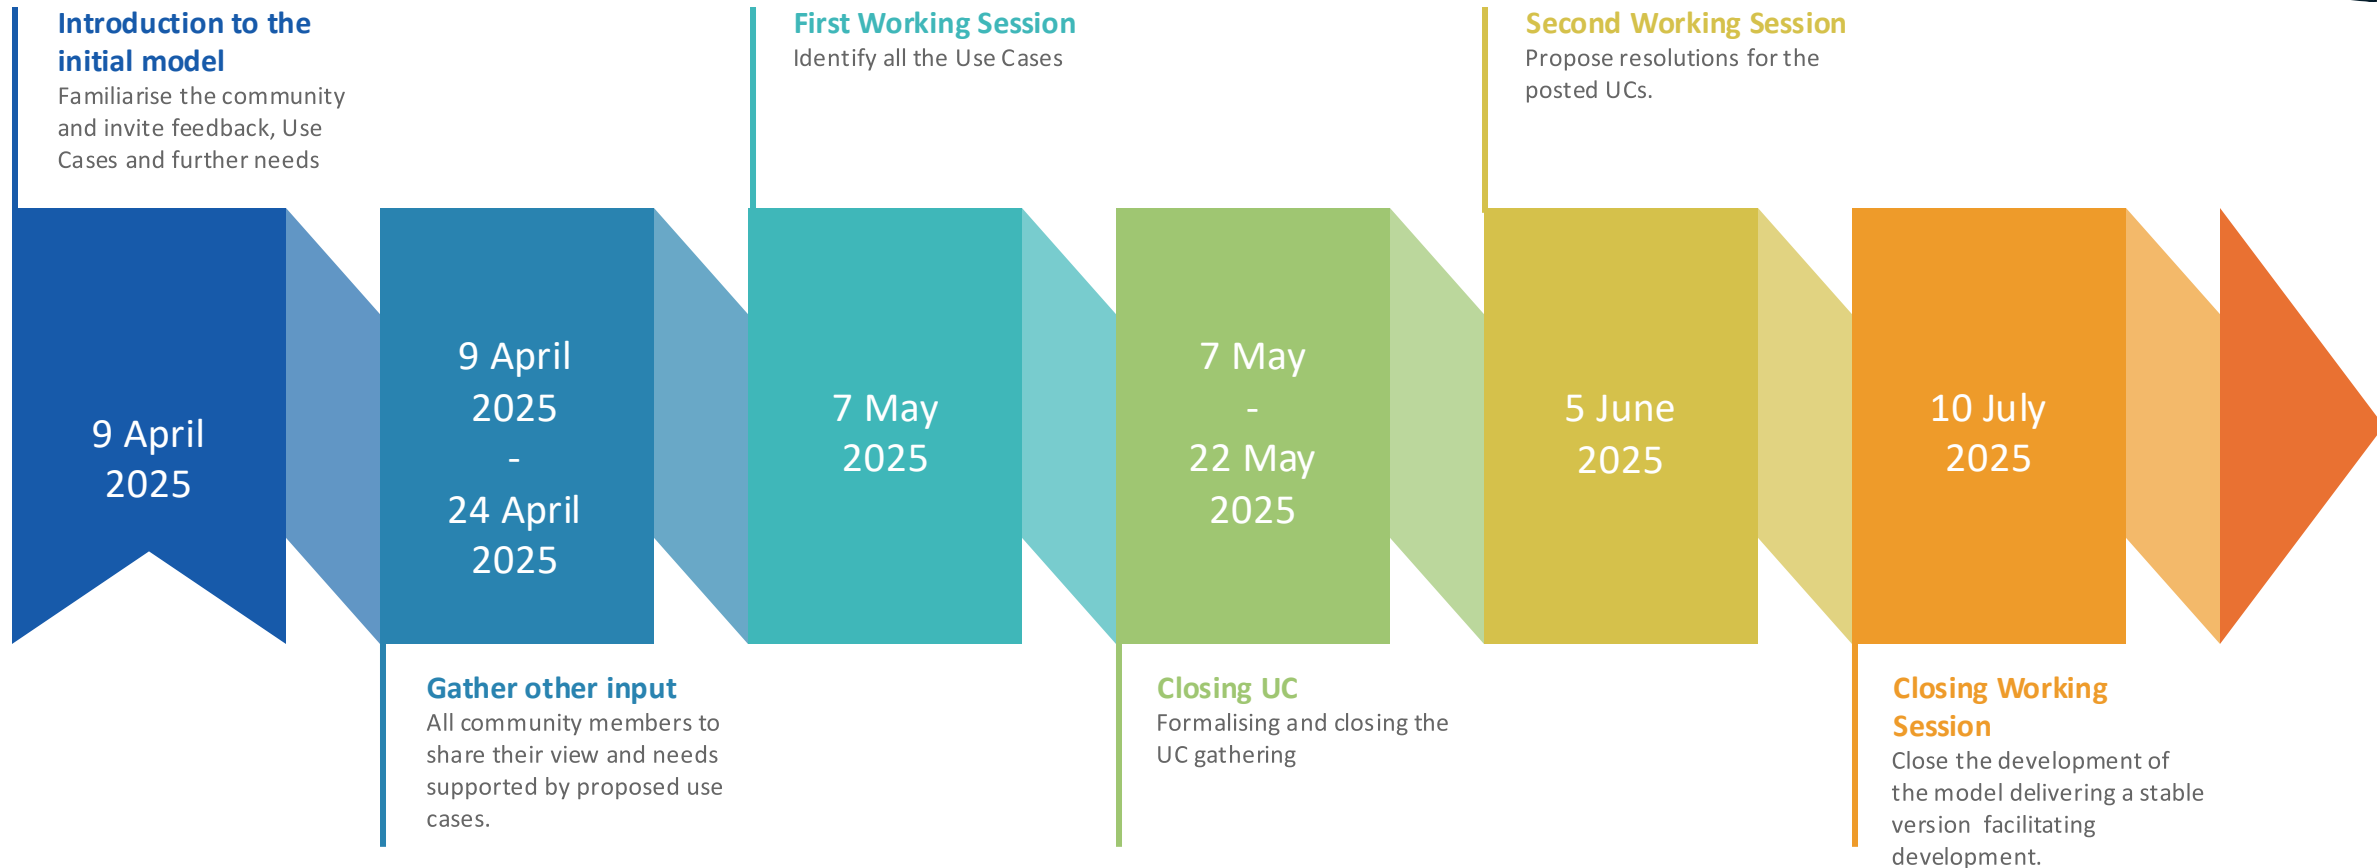 Introduction to the
initial model
Familiarise the community
and invite feedback, Use
Cases and further needs
First Working Session
Identify all the Use Cases
Second Working Session
Propose resolutions for the
posted UCs.
9 April
2025
9 April
2025
-
24 April
2025
7 May
2025
7 May
-
22 May
2025
5 June
2025
10 July
2025
Gather other input
All community members to
share their view and needs
supported by proposed use
cases.
Closing UC
Formalising and closing the
UC gathering
Closing Working
Session
Close the development of
the model delivering a stable
version facilitating
development.